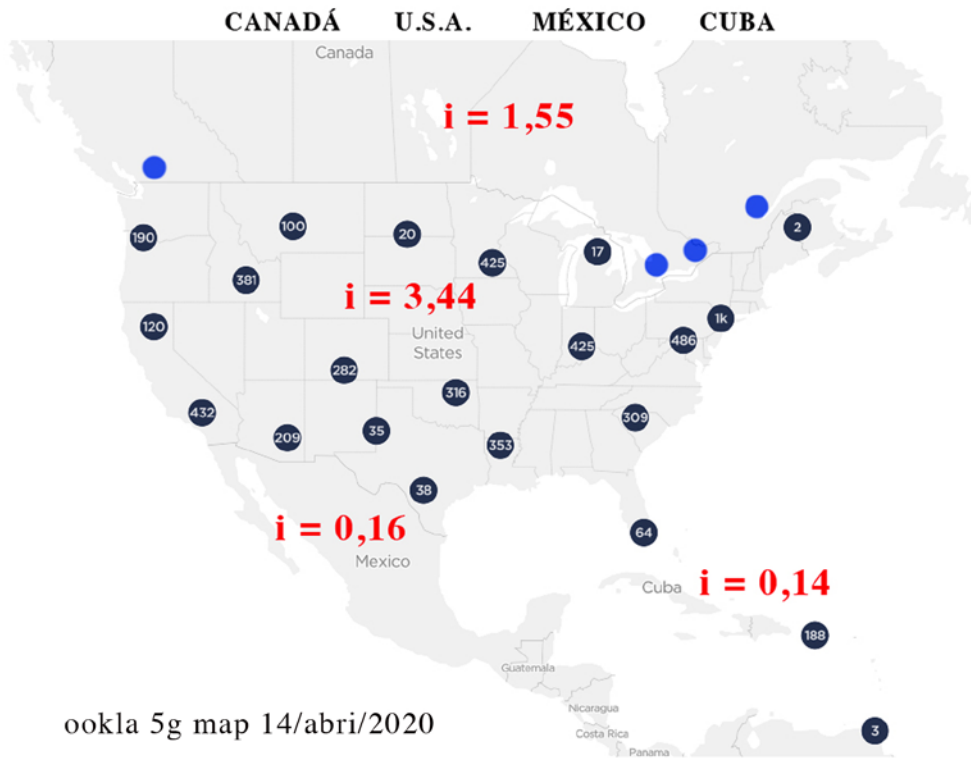 CANADÁ U.S.A. MÉXICO CUBA
Canada
i = 1,55
2
100
20
190
17
425
381
i = 3,44
1k
120
United
States
486
425
282
316
432
309
209
35
353
38
i = 0,16
64
Mexico
i = 0,14
Cuba
188
Guatemala
Nicaragua
ookla 5g map 14/abri/2020
3
Costa Rica
Panama